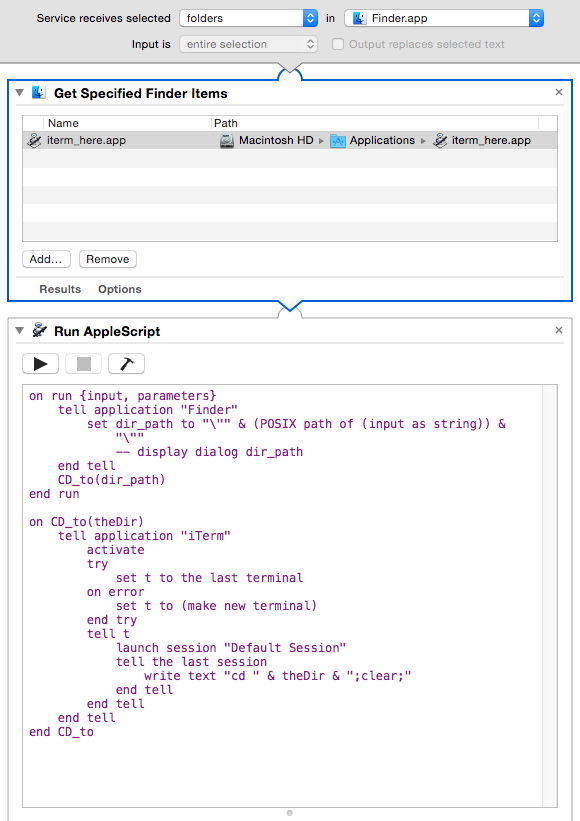 Service receives selected folders in Finder.app
Input is entire selection Output replaces selected text
Get Specified Finder Items
Name Path
iterm_here.app Macintosh HD ▸ Applications ▸ iterm_here.app
Add... Remove
Results Options
Run AppleScript
on run {input, parameters}
    tell application "Finder"
        set dir_path to "\"" & (POSIX path of (input as string)) &
            "\""
            -- display dialog dir_path
    end tell
    CD_to(dir_path)
end run

on CD_to(theDir)
    tell application "iTerm"
        activate
        try
            set t to the last terminal
        on error
            set t to (make new terminal)
        end try
        tell t
            launch session "Default Session"
            tell the last session
                write text "cd " & theDir & ";clear;"
            end tell
        end tell
    end tell
end CD_to